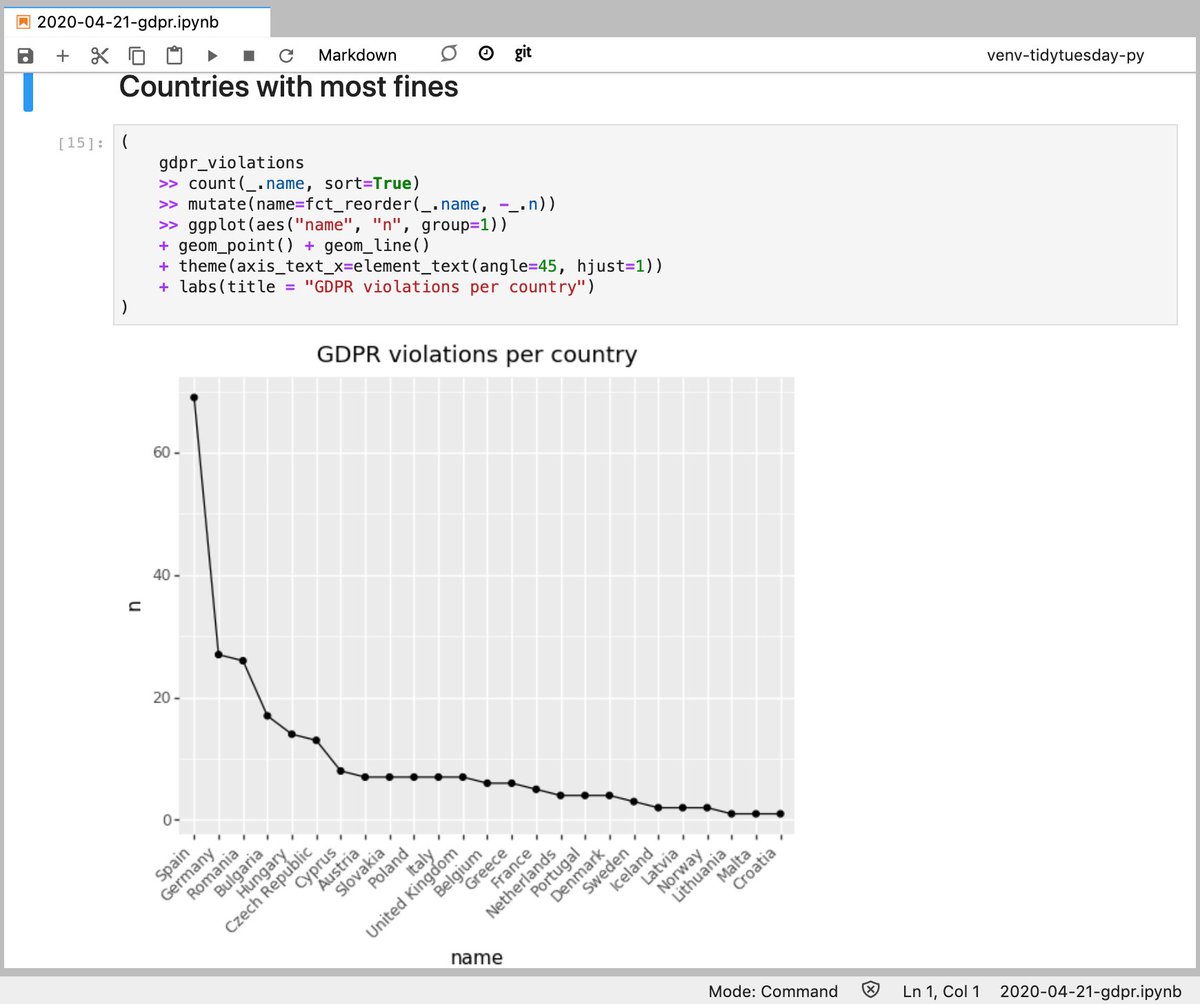 2020-04-21-gdpr.ipynb
Markdown git venv-tidytuesday-py
Countries with most fines
[15]: (
gdpr_violations
>> count(_.name, sort=True)
>> mutate(name=fct_reorder(_.name, -_.n))
>> ggplot(aes("name", "n", group=1))
+ geom_point() + geom_line()
+ theme(axis_text_x=element_text(angle=45, hjust=1))
+ labs(title = "GDPR violations per country")
)
GDPR violations per country
60
40
n
20
0
Spain
Germany
Romania
Bulgaria
Hungary
Czech Republic
Cyprus
Austria
Slovakia
Poland
Italy
United Kingdom
Belgium
Greece
France
Netherlands
Portugal
Denmark
Sweden
Iceland
Latvia
Norway
Lithuania
Malta
Croatia
name
Mode: Command Ln 1, Col 1 2020-04-21-gdpr.ipynb